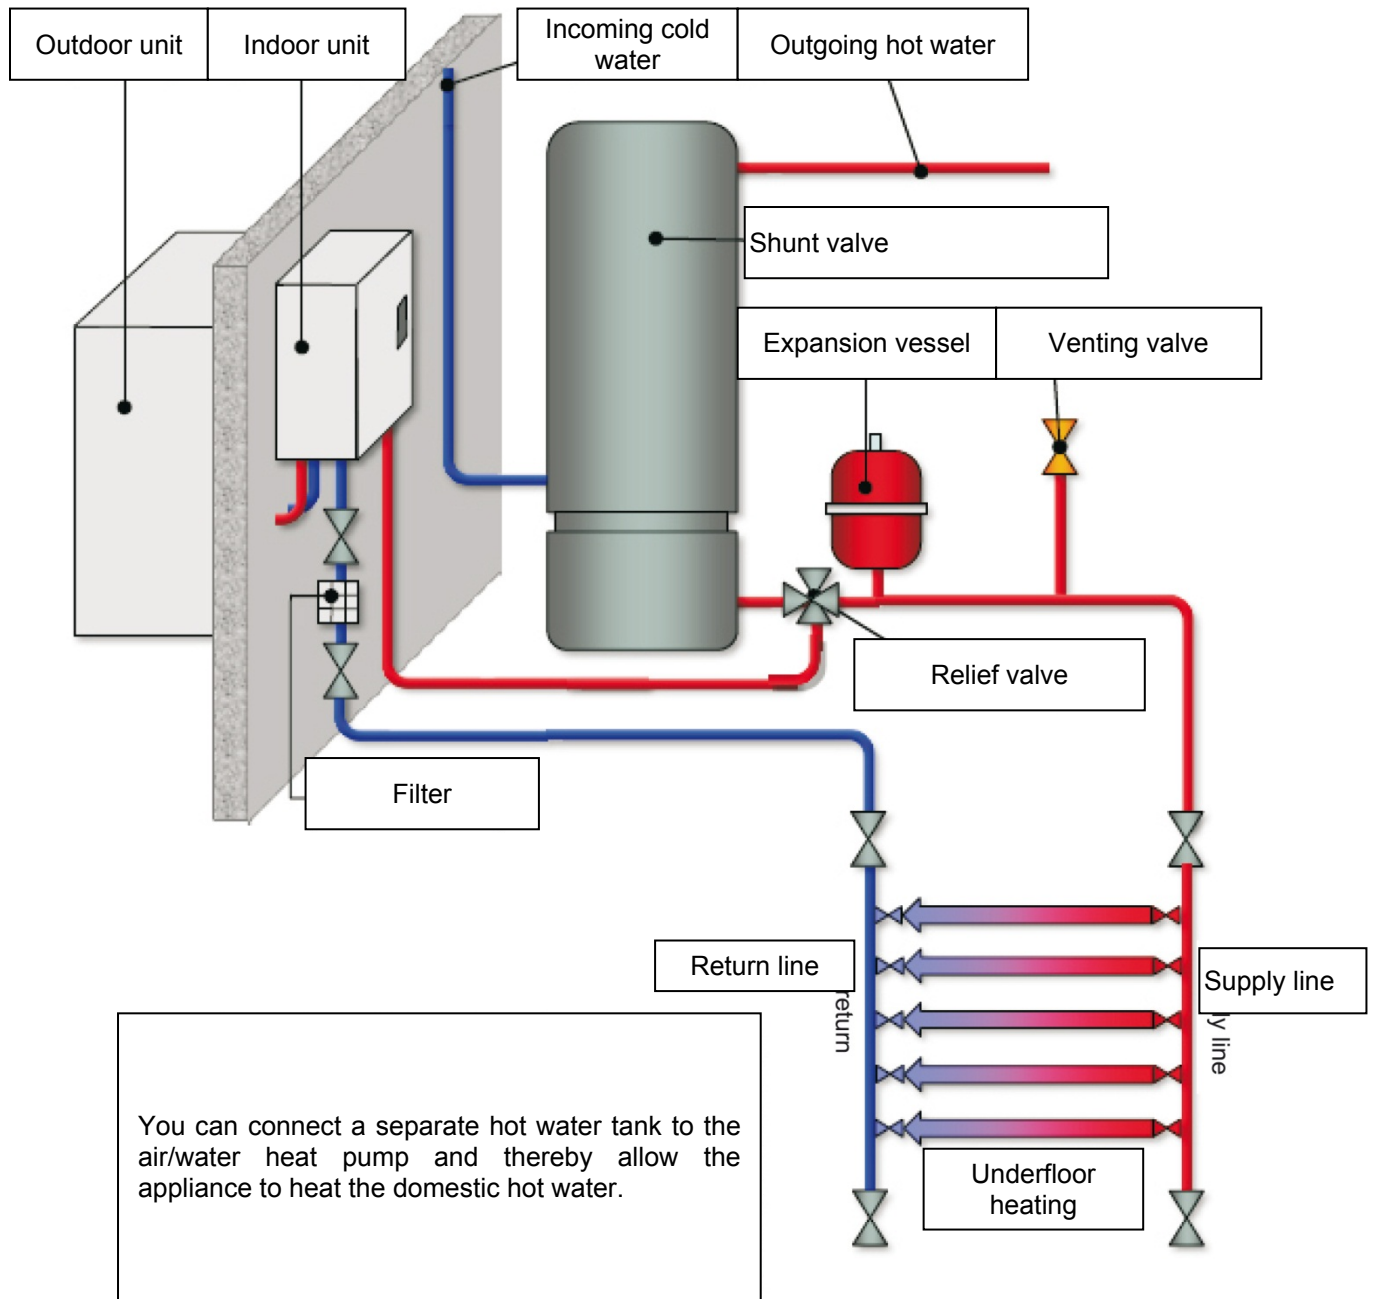 Outdoor unit
Indoor unit
Incoming cold
water
Outgoing hot water
Shunt valve
Expansion vessel
Venting valve
Relief valve
Filter
Return line
return
Supply line
ly line
Underfloor
heating
You can connect a separate hot water tank to the
air/water heat pump and thereby allow the
appliance to heat the domestic hot water.